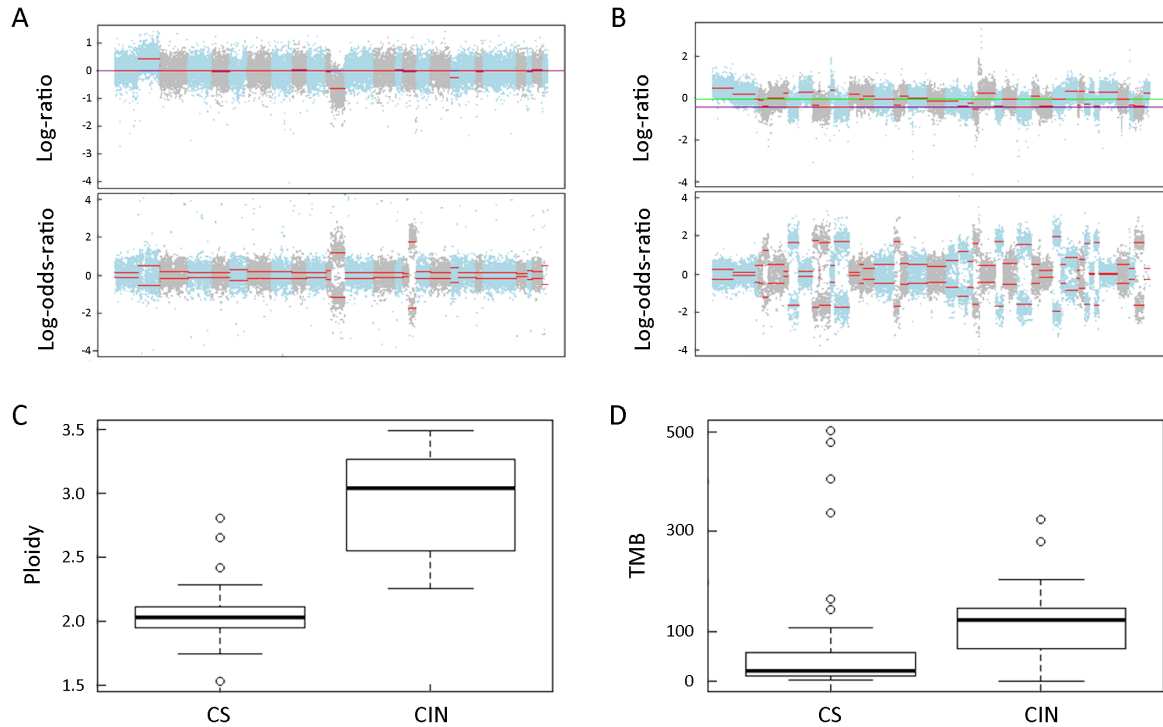 A
B
Log-ratio
1
0
-1
-2
-3
-4
Log-ratio
2
0
-2
-4
Log-odds-ratio
4
2
0
-2
-4
Log-odds-ratio
4
2
0
-2
-4
C
D
Ploidy
3.5
3.0
2.5
2.0
1.5
CS
CIN
TMB
500
300
100
0
CS
CIN